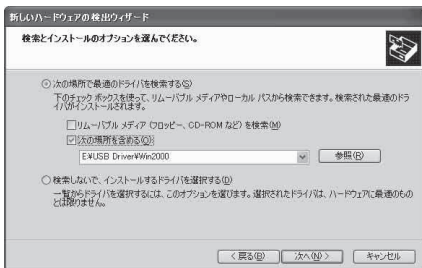 新しいハードウェアの検出ウィザード
検索とインストールのオプションを選んでください。
次の場所で最適のドライバを検索する(S)
下のチェック ボックスを使って、リムーバブル メディアやローカル パスから検索できます。検索された最適のドラ
イバがインストールされます。
リムーバブル メディア (フロッピー、CD-ROM など) を検索(M)
次の場所を含める(O)
E:¥USB Driver¥Win2000
参照(R)
検索しないで、インストールするドライバを選択する(D)
一覧からドライバを選択するには、このオプションを選びます。選択されたドライバは、ハードウェアに最適のもの
とは限りません。
< 戻る(B)
次へ(N) >
キャンセル